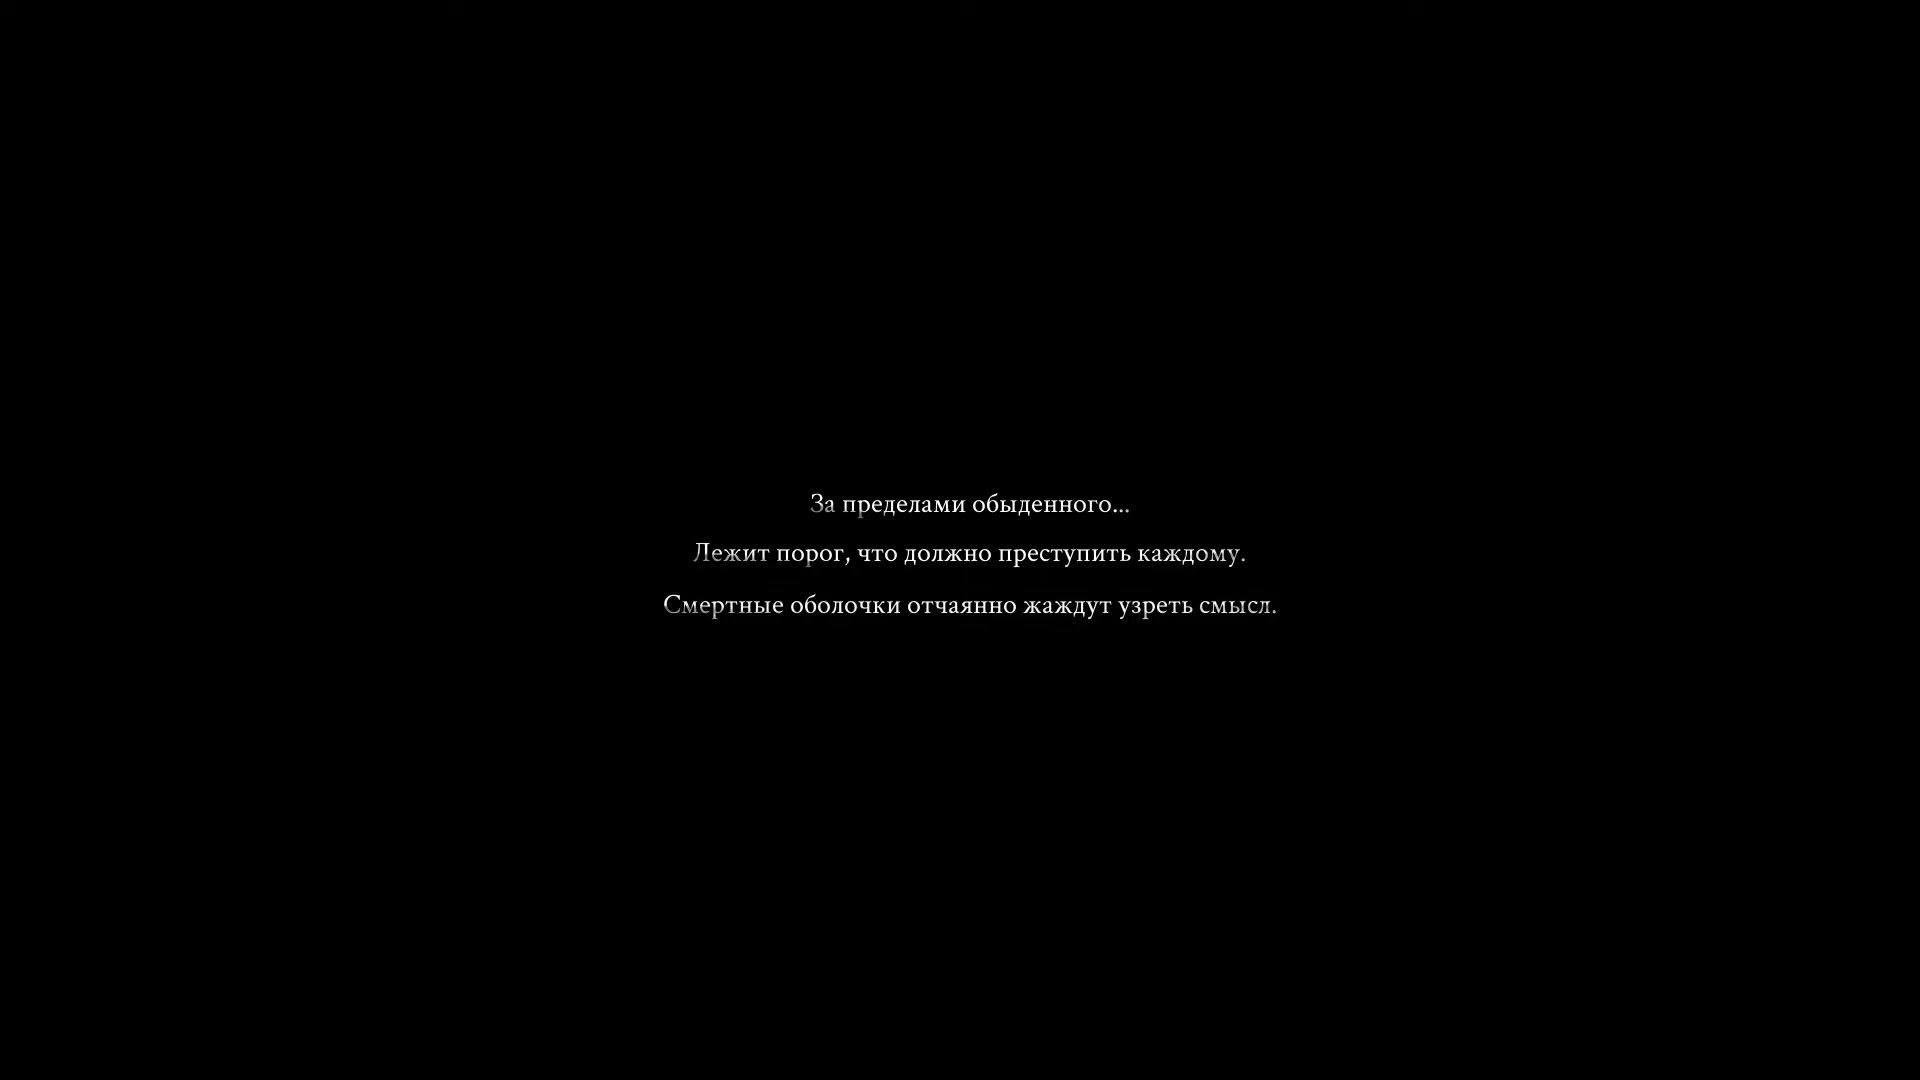 За пределами обыденного...
Лежит порог, что должно преступить каждому.
Смертные оболочки отчаянно жаждут узреть смысл.